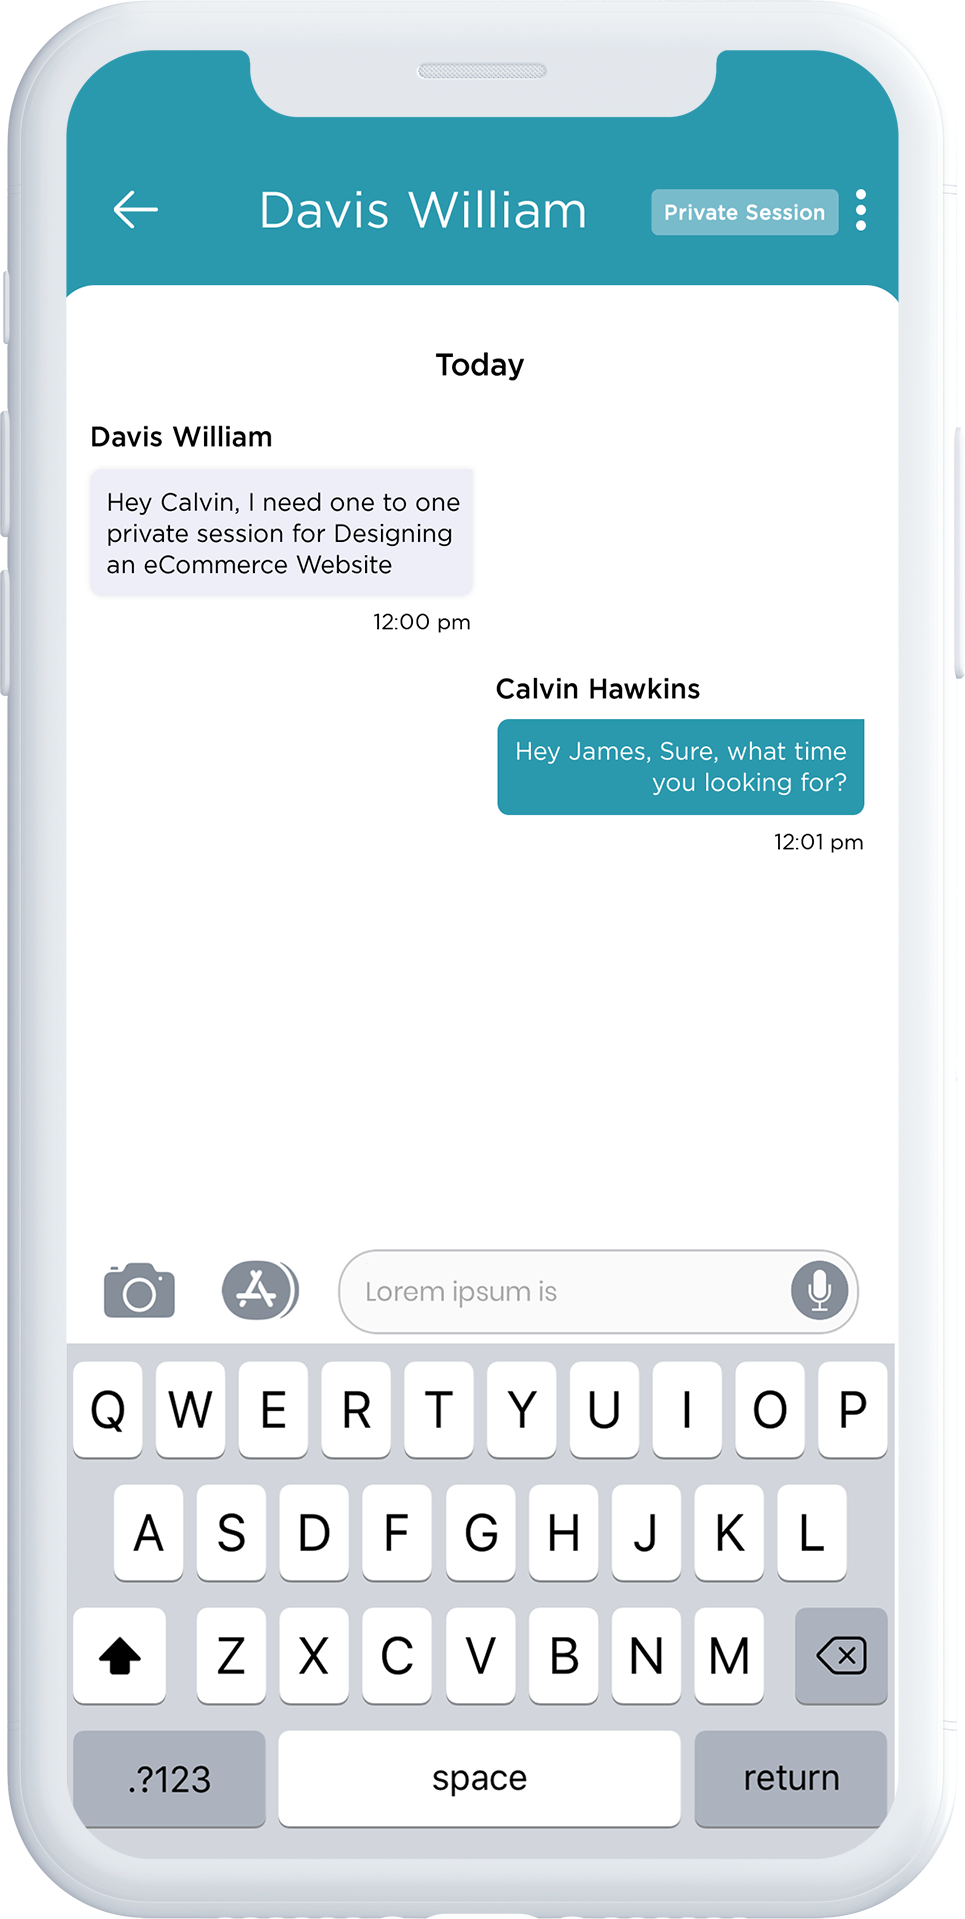 Davis William
Private Session
Today
Davis William
Hey Calvin, I need one to one
private session for Designing
an eCommerce Website
12:00 pm
Calvin Hawkins
Hey James, Sure, what time
you looking for?
12:01 pm
Lorem ipsum is
Q W E R T Y U I O P
A S D F G H J K L
Z X C V B N M
.?123 space return